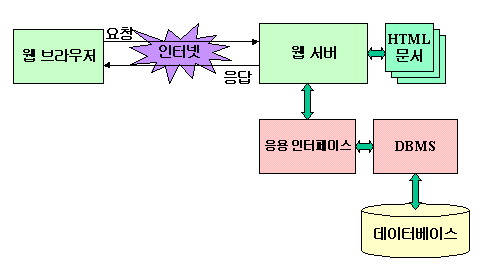 요청
웹 브라우저
인터넷
응답
웹 서버
HTML
문서
응용 인터페이스
DBMS
데이터베이스